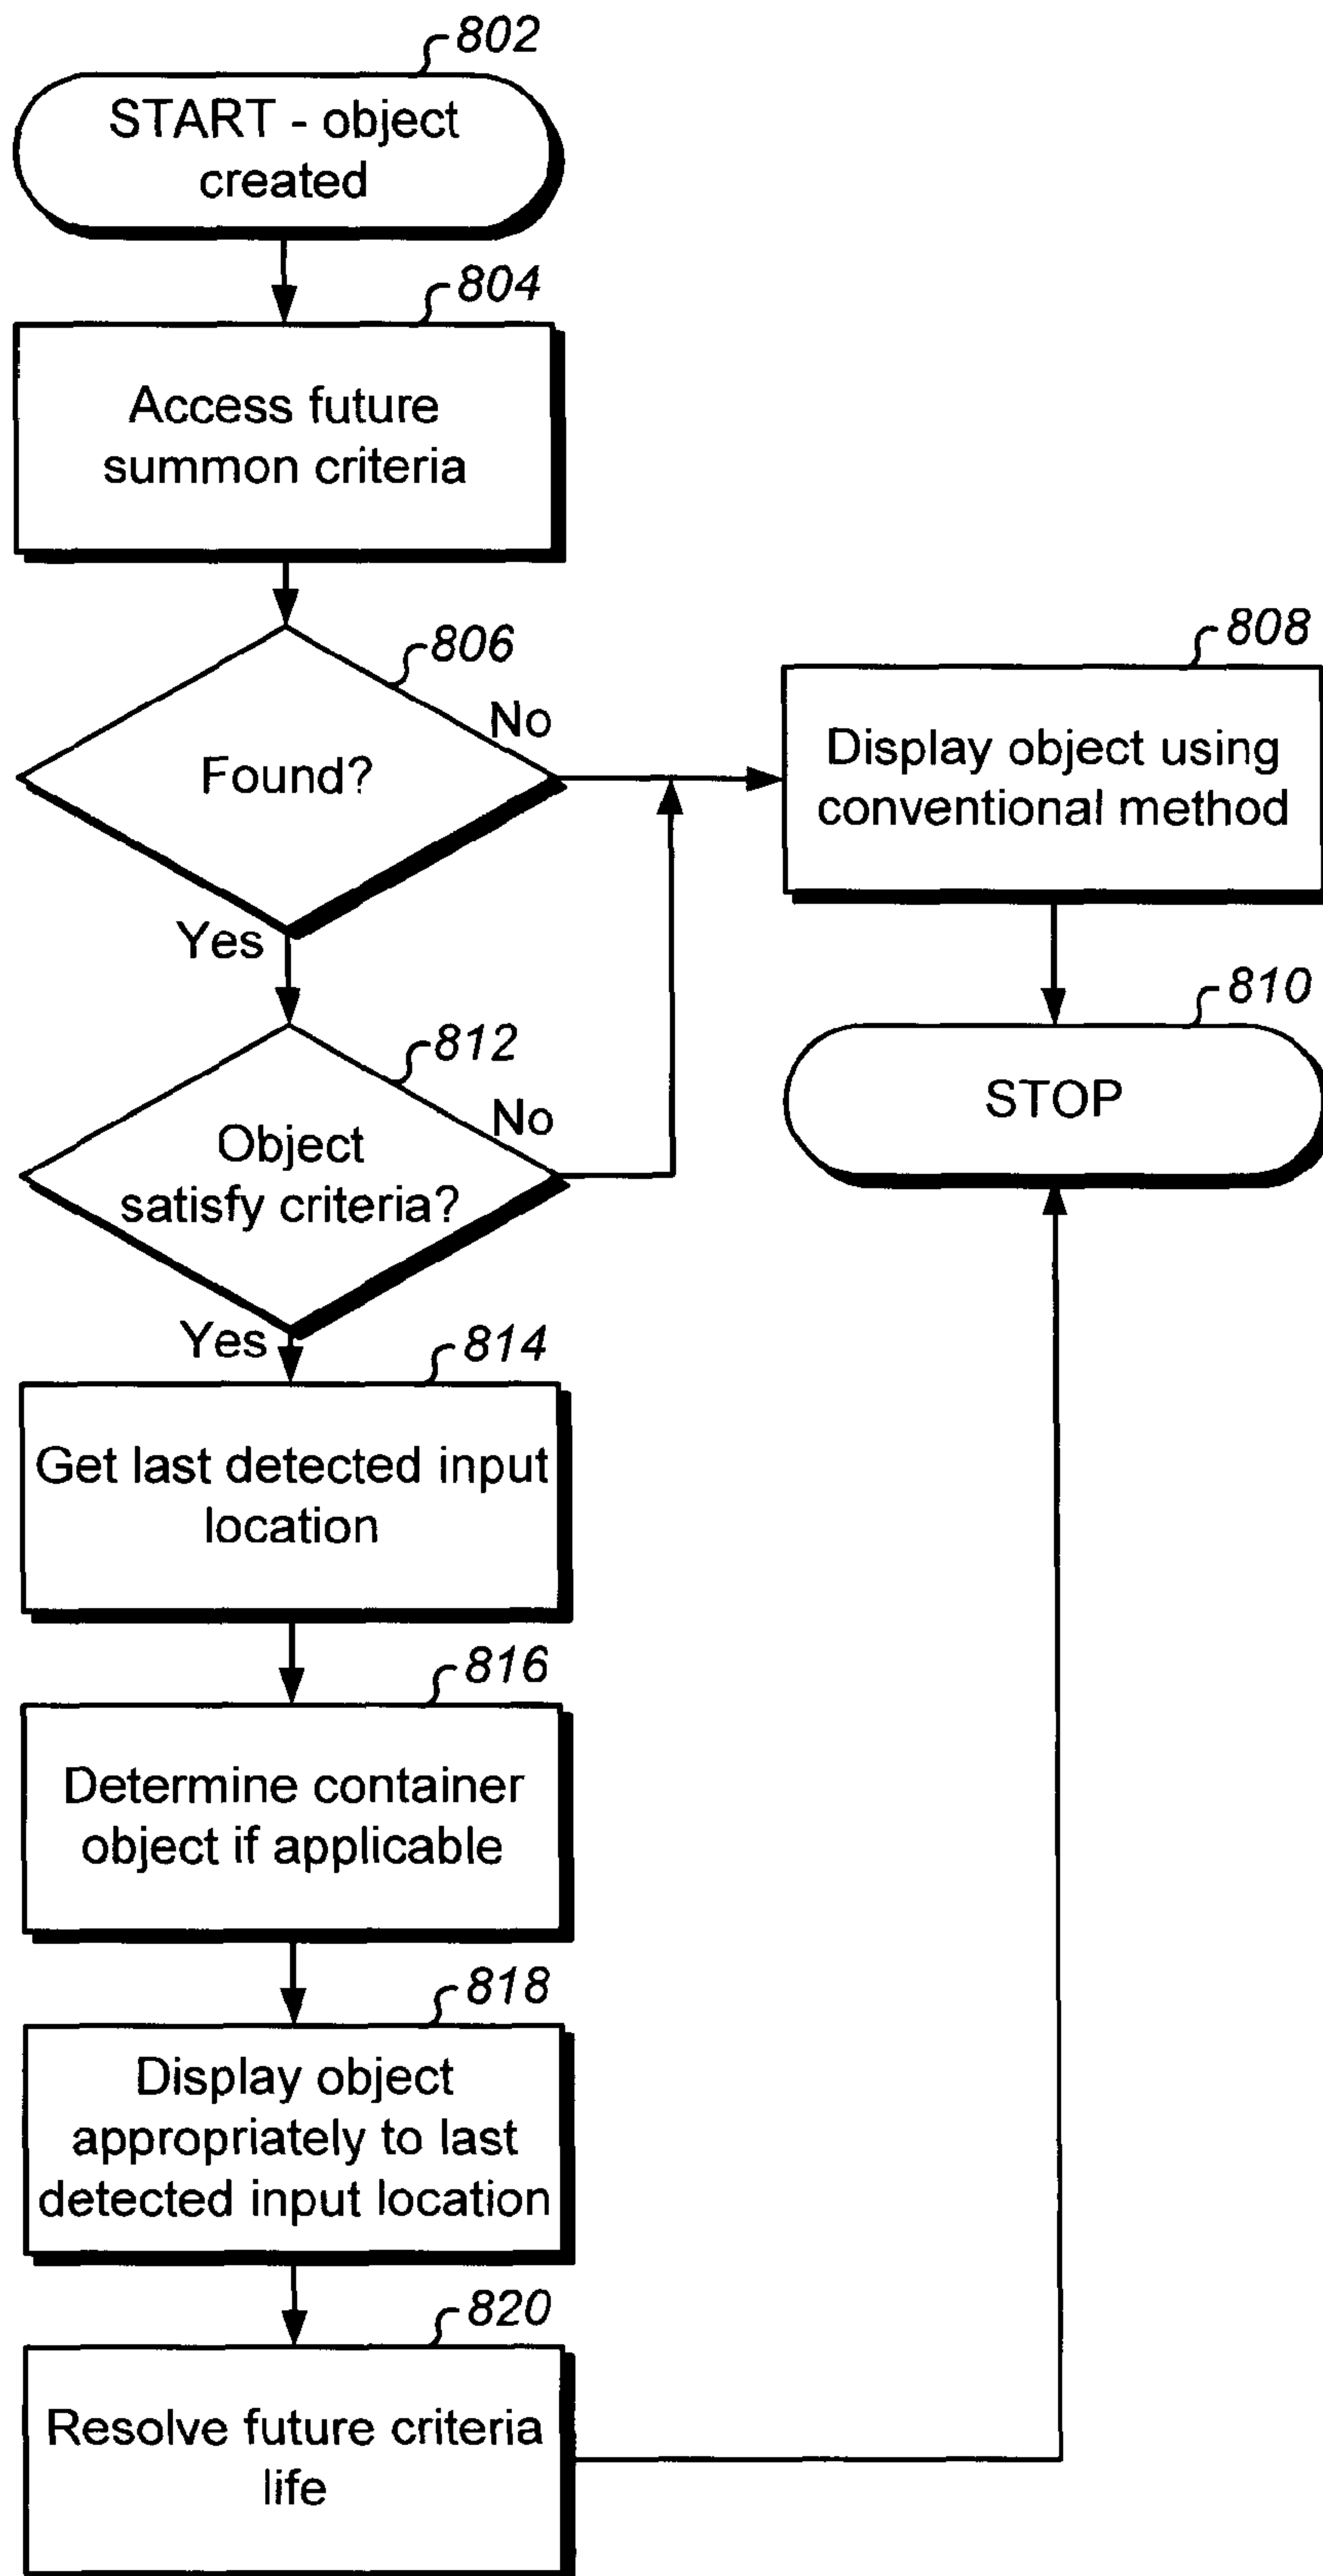 802
START - object
created
804
Access future
summon criteria
806
No
Found?
Yes
808
Display object using
conventional method
810
STOP
812
No
Object
satisfy criteria?
Yes
814
Get last detected input
location
816
Determine container
object if applicable
818
Display object
appropriately to last
detected input location
820
Resolve future criteria
life